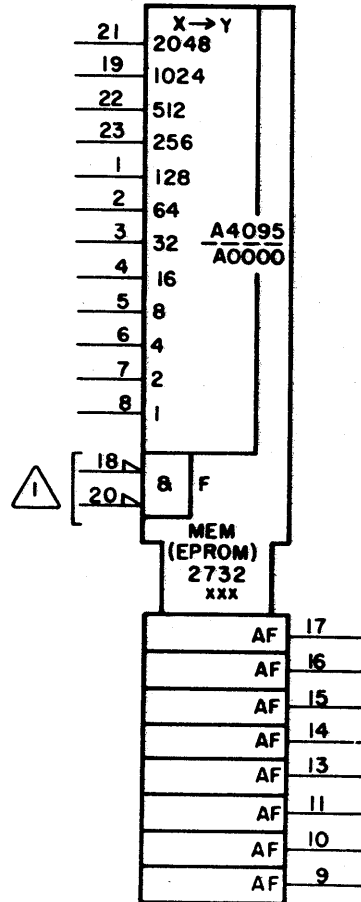 X→Y
21 2048
19 1024
22 512
23 256
1 128
2 64
3 32
A4095
A0000
4 16
5 8
6 4
7 2
8 1
1
18
20
& F
MEM
(EPROM)
2732
xxx
AF 17
AF 16
AF 15
AF 14
AF 13
AF 11
AF 10
AF 9